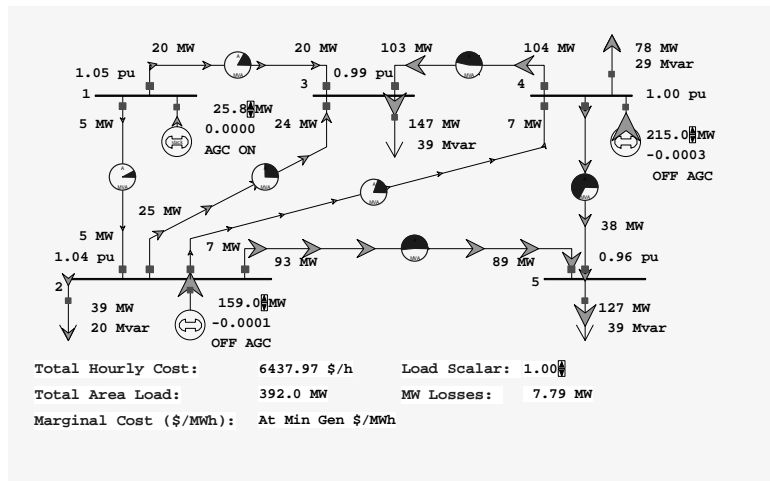 20 MW 20 MW 103 MW 104 MW 78 MW
29 Mvar
1.05 pu 3 0.99 pu 4
1 1.00 pu
5 MW 25.8 MW 24 MW 147 MW 7 MW 215.0 MW
0.0000 39 Mvar -0.0003
AGC ON OFF AGC
A
MVA
slack
25 MW 38 MW
5 MW 7 MW
1.04 pu 93 MW 89 MW 0.96 pu
2 5
39 MW 159.0 MW 127 MW
20 Mvar -0.0001 39 Mvar
OFF AGC
Total Hourly Cost: 6437.97 $/h Load Scalar: 1.00
Total Area Load: 392.0 MW MW Losses: 7.79 MW
Marginal Cost ($/MWh): At Min Gen $/MWh